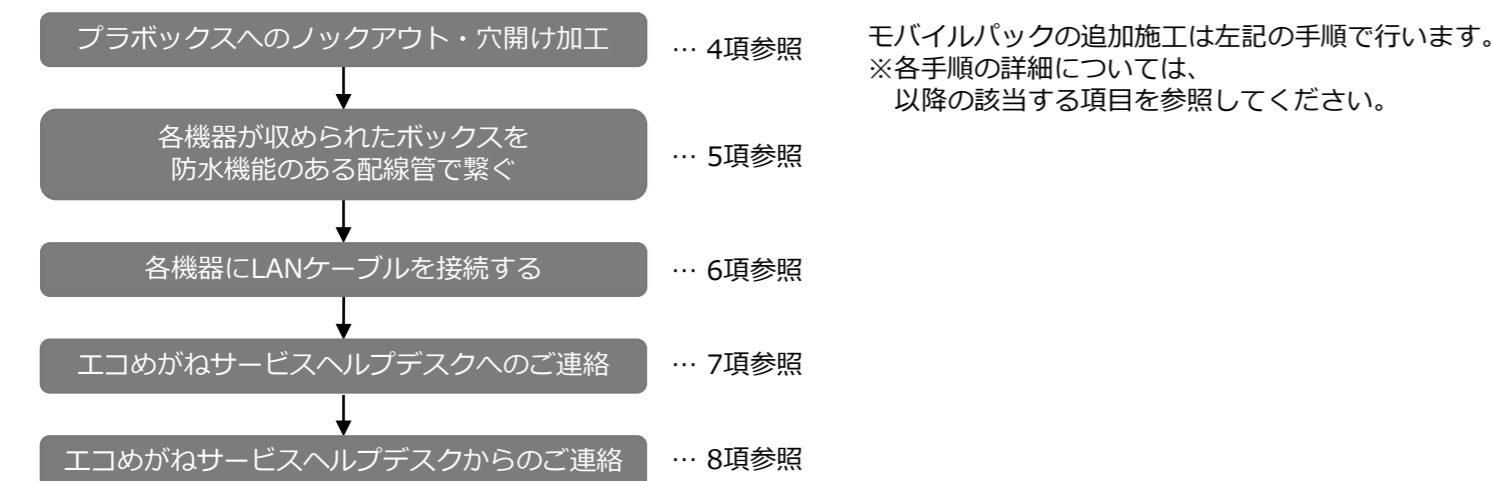 プラボックスへのノックアウト・穴開け加工
… 4項参照
モバイルパックの追加施工は左記の手順で行います。
※各手順の詳細については、
以降の該当する項目を参照してください。
各機器が収められたボックスを
防水機能のある配線管で繋ぐ
… 5項参照
各機器にLANケーブルを接続する
… 6項参照
エコめがねサービスヘルプデスクへのご連絡
… 7項参照
エコめがねサービスヘルプデスクからのご連絡
… 8項参照